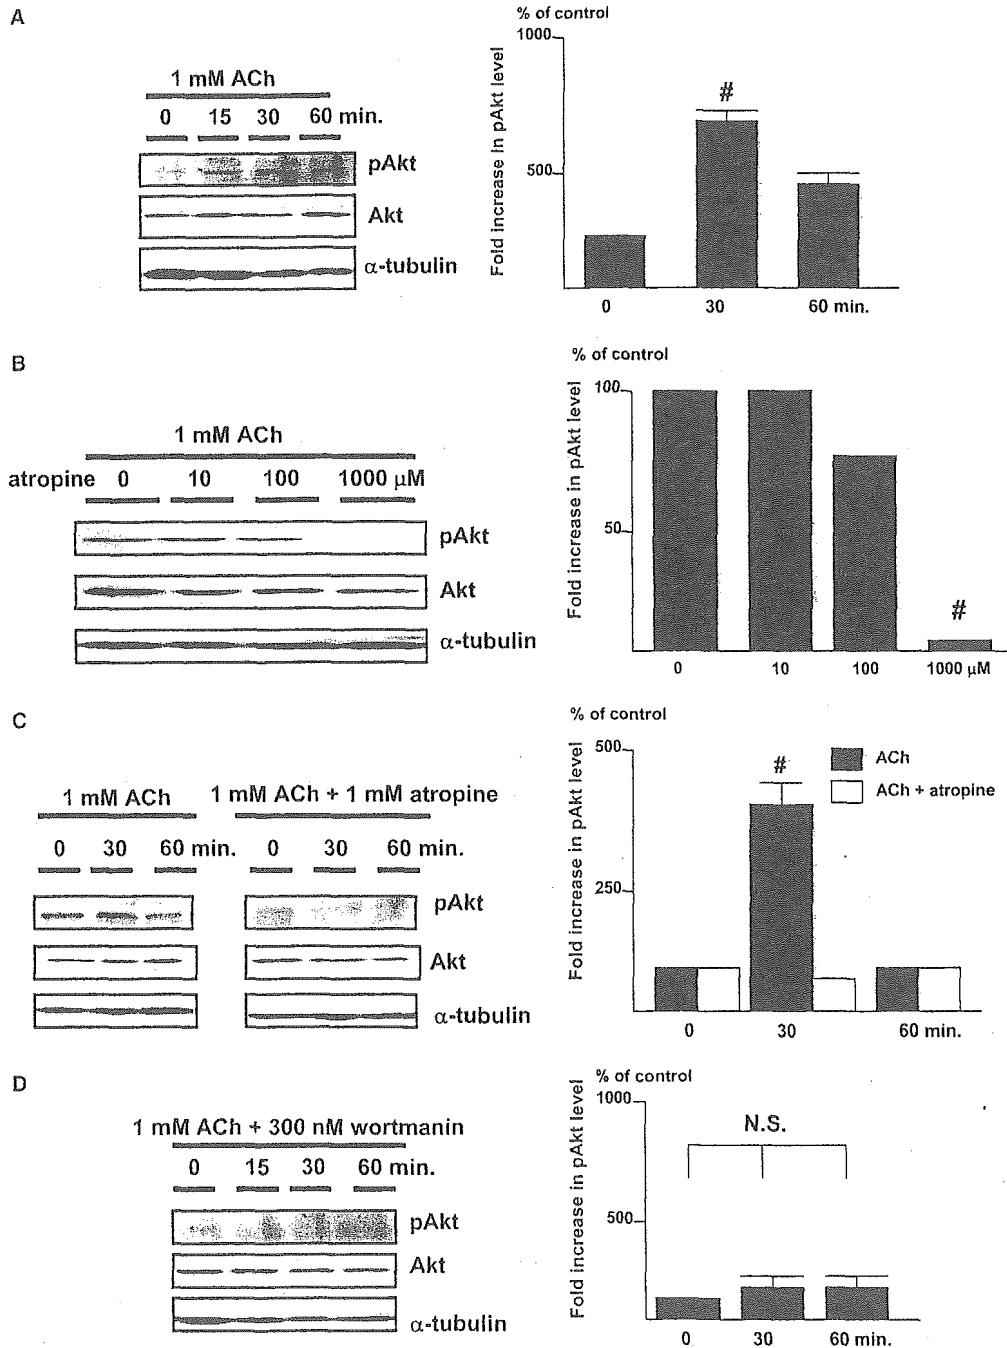 A
1 mM ACh
0 15 30 60 min.
pAkt
Akt
α-tubulin
% of control
Fold increase in pAkt level
1000
500
#
0 30 60 min.
B
1 mM ACh
atropine 0 10 100 1000 µM
pAkt
Akt
α-tubulin
% of control
Fold increase in pAkt level
100
50
#
0 10 100 1000 µM
C
1 mM ACh 1 mM ACh + 1 mM atropine
0 30 60 min. 0 30 60 min.
pAkt
Akt
α-tubulin
% of control
Fold increase in pAkt level
500
250
#
ACh
ACh + atropine
0 30 60 min.
D
1 mM ACh + 300 nM wortmanin
0 15 30 60 min.
pAkt
Akt
α-tubulin
% of control
Fold increase in pAkt level
1000
500
N.S.
0 30 60 min.